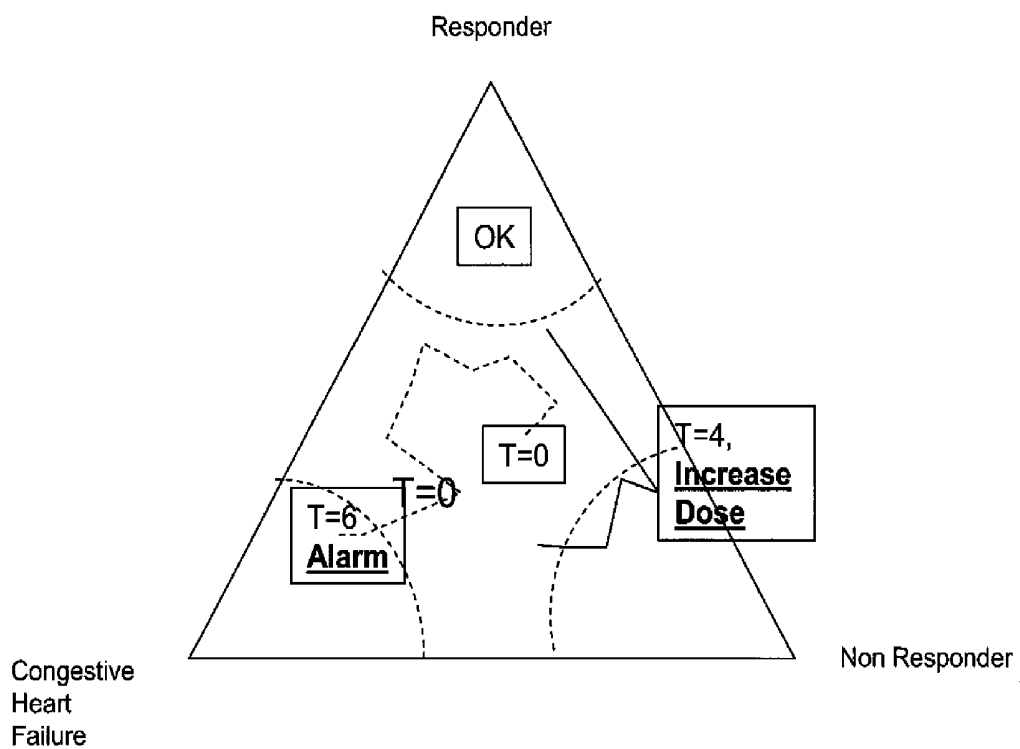 Responder
OK
T=0
T=4,
Increase
Dose
T=0
T=6
Alarm
Congestive
Heart
Failure
Non Responder